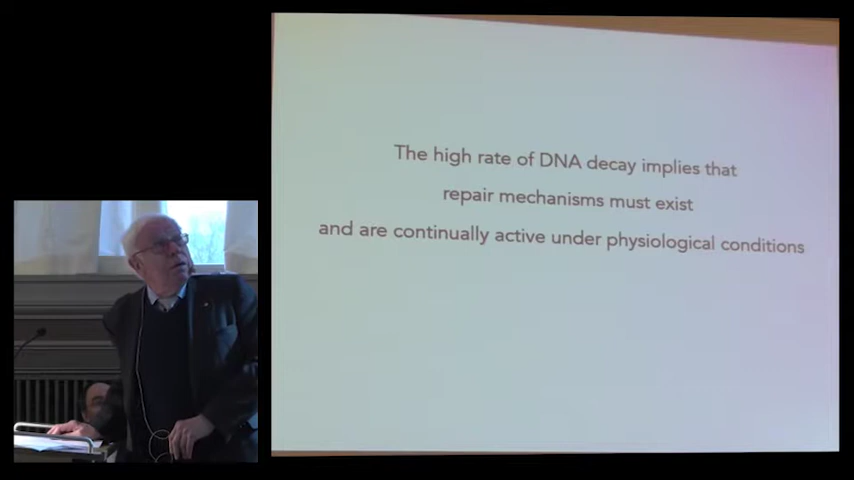 The high rate of DNA decay implies that
repair mechanisms must exist
and are continually active under physiological conditions